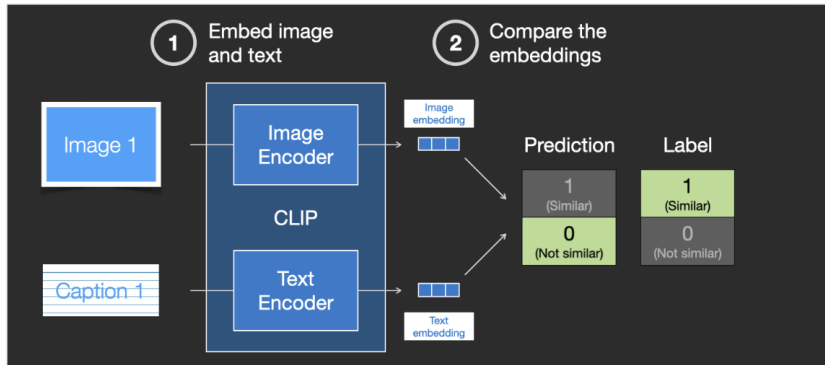 1
Embed image
and text
2
Compare the
embeddings
Image 1
Image
Encoder
Image
embedding
CLIP
Caption 1
Text
Encoder
Text
embedding
Prediction
1
(Similar)
0
(Not similar)
Label
1
(Similar)
0
(Not similar)